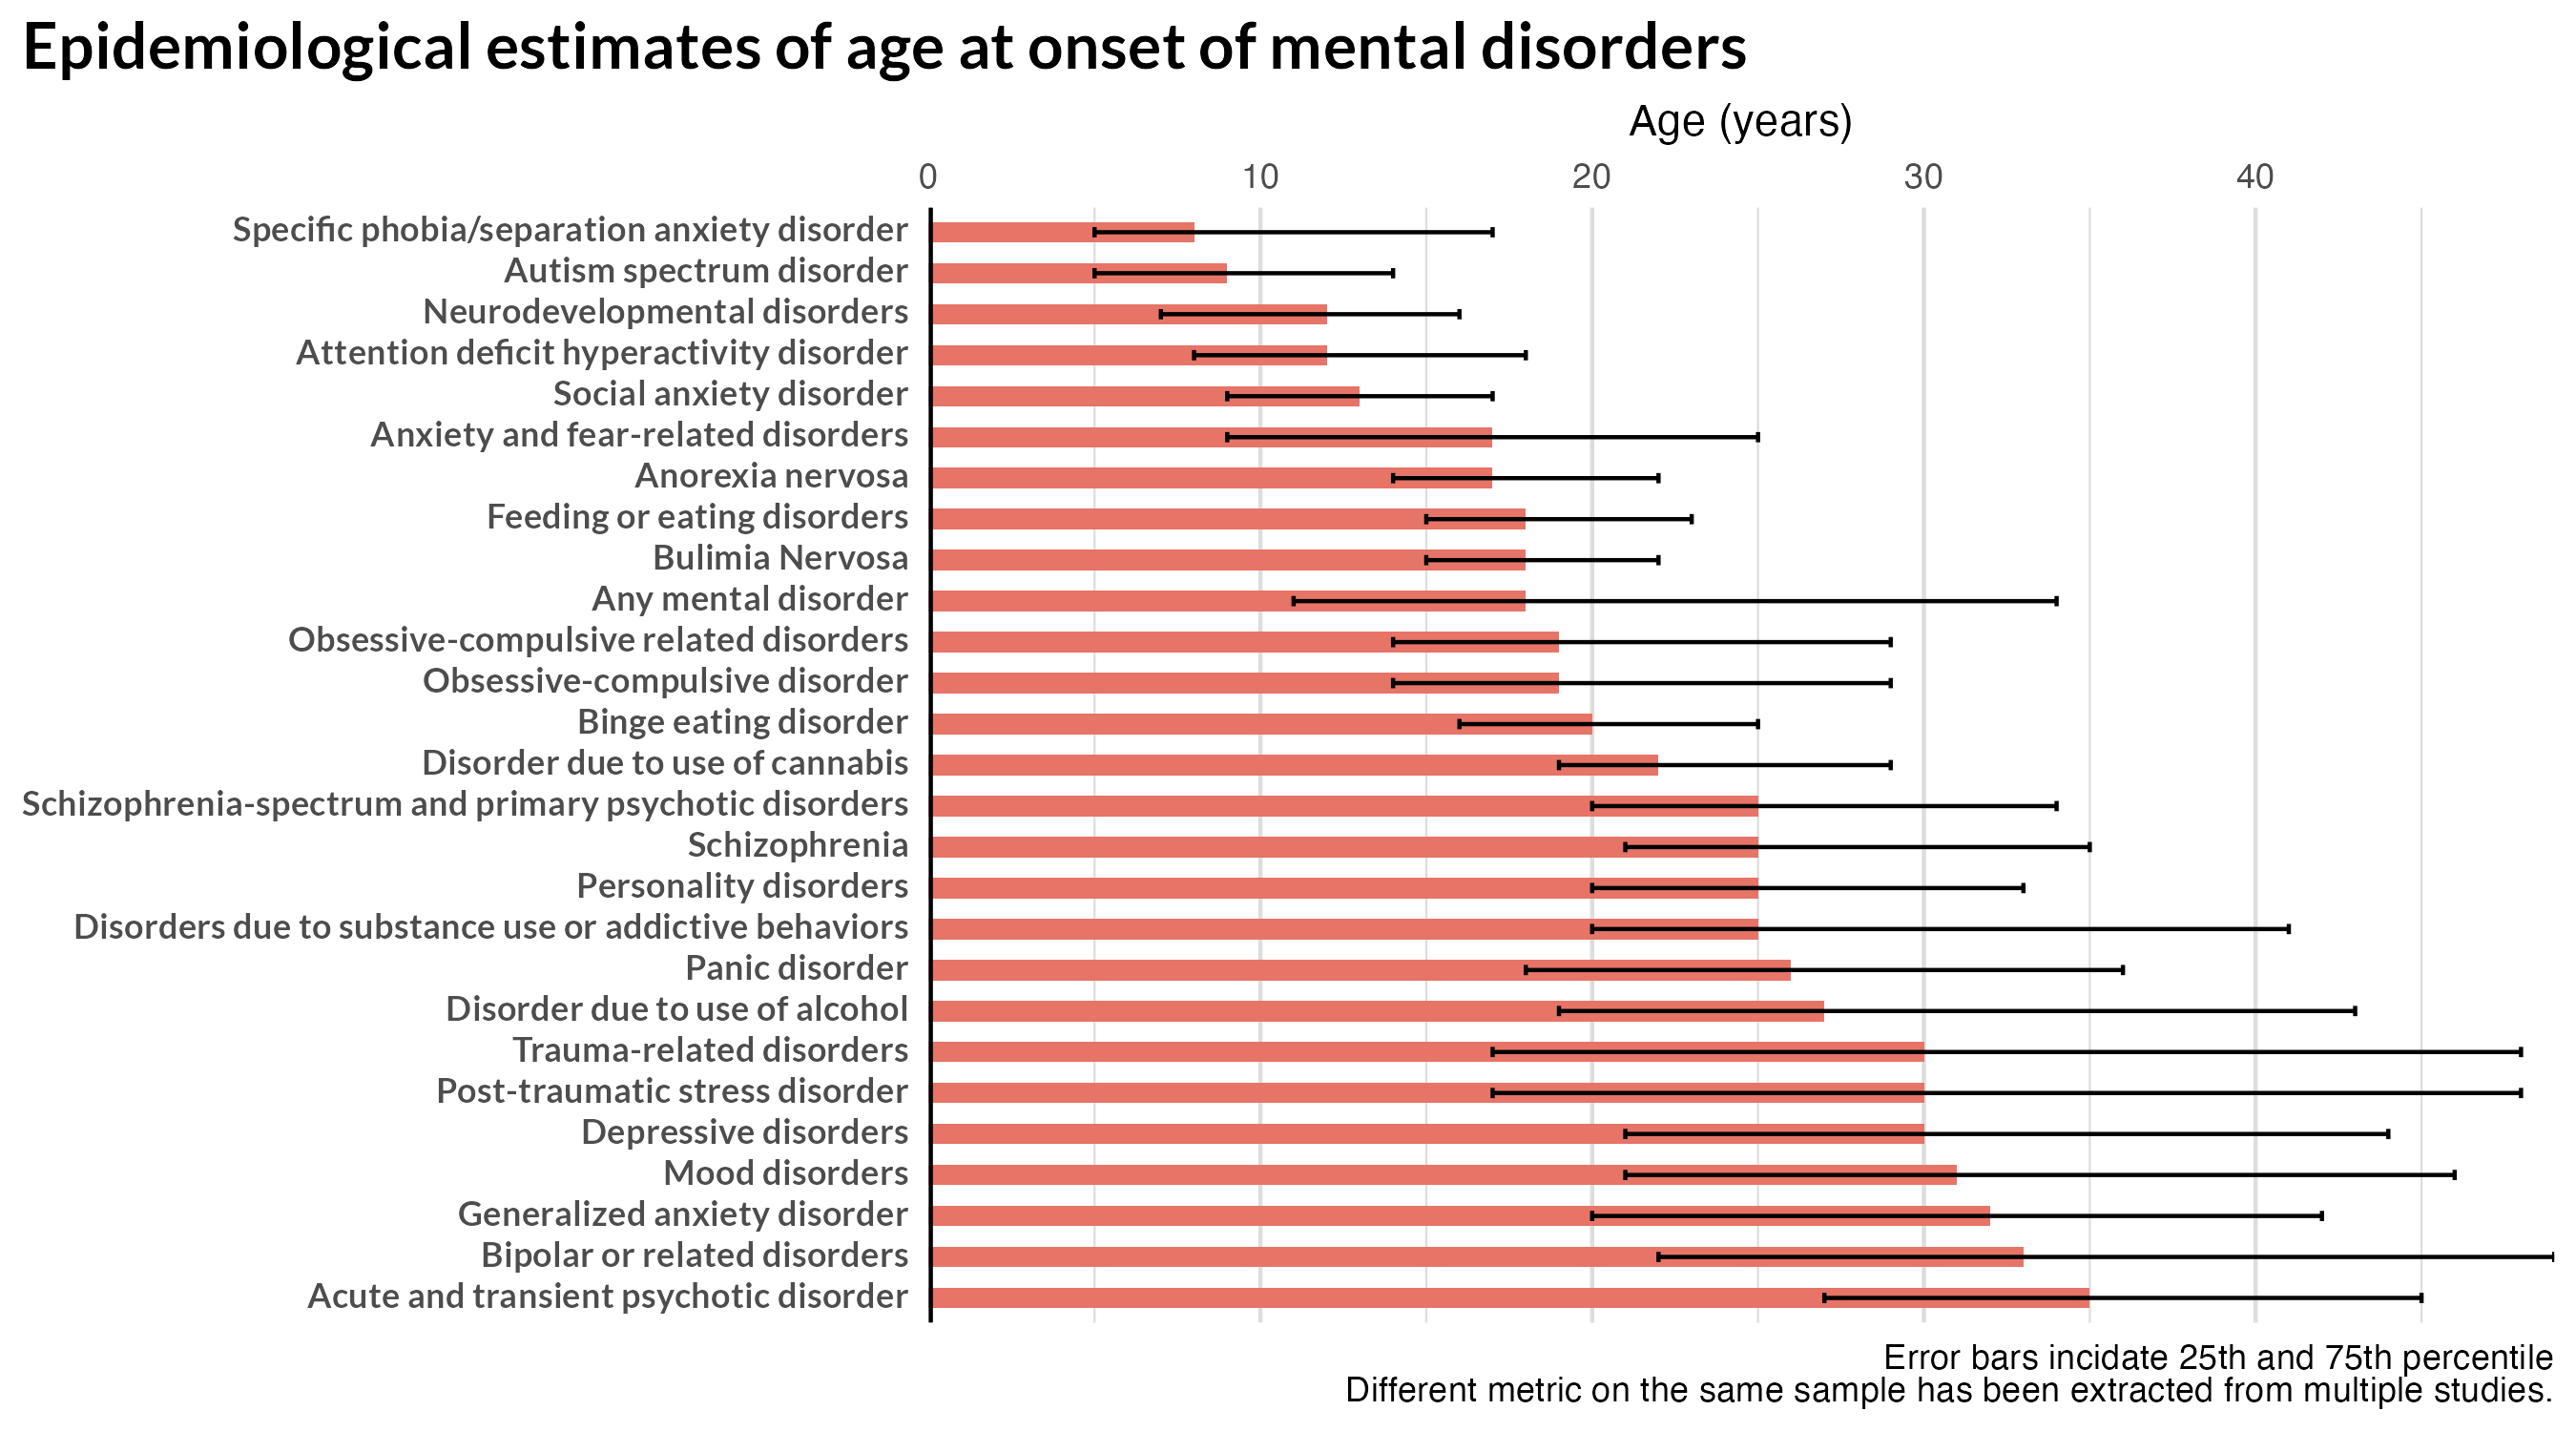 Epidemiological estimates of age at onset of mental disorders
Age (years)
0 10 20 30 40
Specific phobia/separation anxiety disorder
Autism spectrum disorder
Neurodevelopmental disorders
Attention deficit hyperactivity disorder
Social anxiety disorder
Anxiety and fear-related disorders
Anorexia nervosa
Feeding or eating disorders
Bulimia Nervosa
Any mental disorder
Obsessive-compulsive related disorders
Obsessive-compulsive disorder
Binge eating disorder
Disorder due to use of cannabis
Schizophrenia-spectrum and primary psychotic disorders
Schizophrenia
Personality disorders
Disorders due to substance use or addictive behaviors
Panic disorder
Disorder due to use of alcohol
Trauma-related disorders
Post-traumatic stress disorder
Depressive disorders
Mood disorders
Generalized anxiety disorder
Bipolar or related disorders
Acute and transient psychotic disorder
Error bars incidate 25th and 75th percentile
Different metric on the same sample has been extracted from multiple studies.